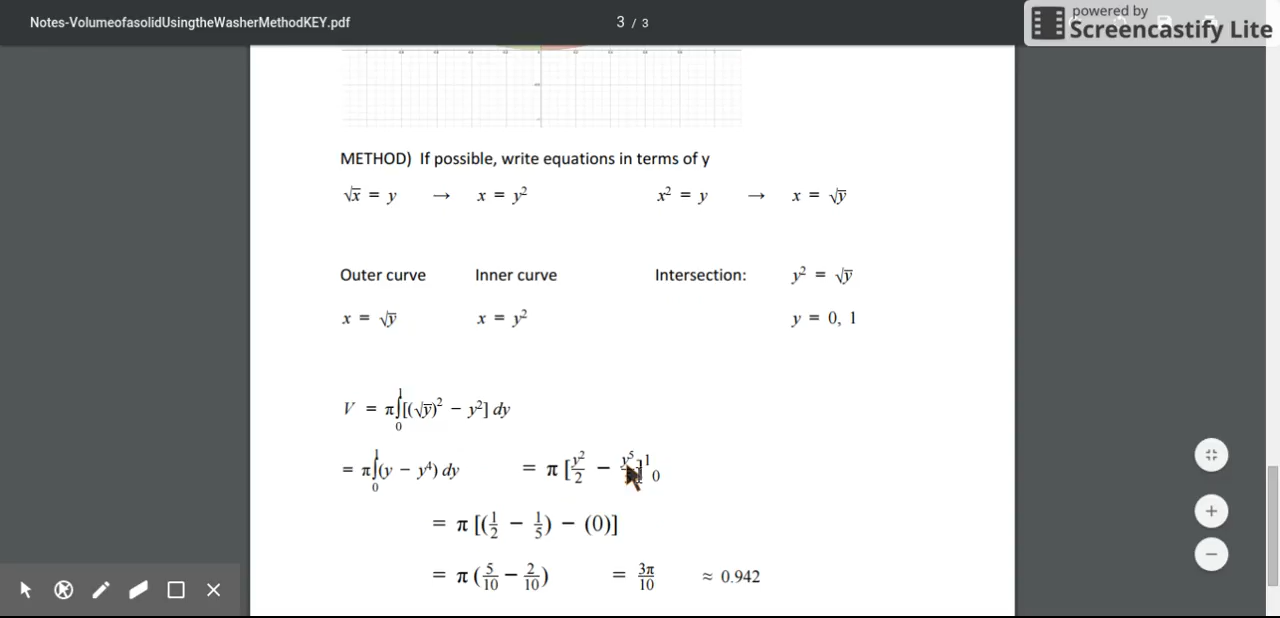 Notes-VolumeofasolidUsingtheWasherMethodKEY.pdf
3 / 3
powered by
Screencastify Lite
METHOD) If possible, write equations in terms of y
√x = y → x = y² x² = y → x = √y
Outer curve Inner curve Intersection: y² = √y
x = √y x = y² y = 0, 1
V = π∫₀¹[(√y)² − y²] dy
= π∫₀¹(y − y⁴) dy = π [y²/2 − y⁵/ ]¹₀
= π [(1/2 − 1/5) − (0)]
= π (5/10 − 2/10) = 3π/10 ≈ 0.942